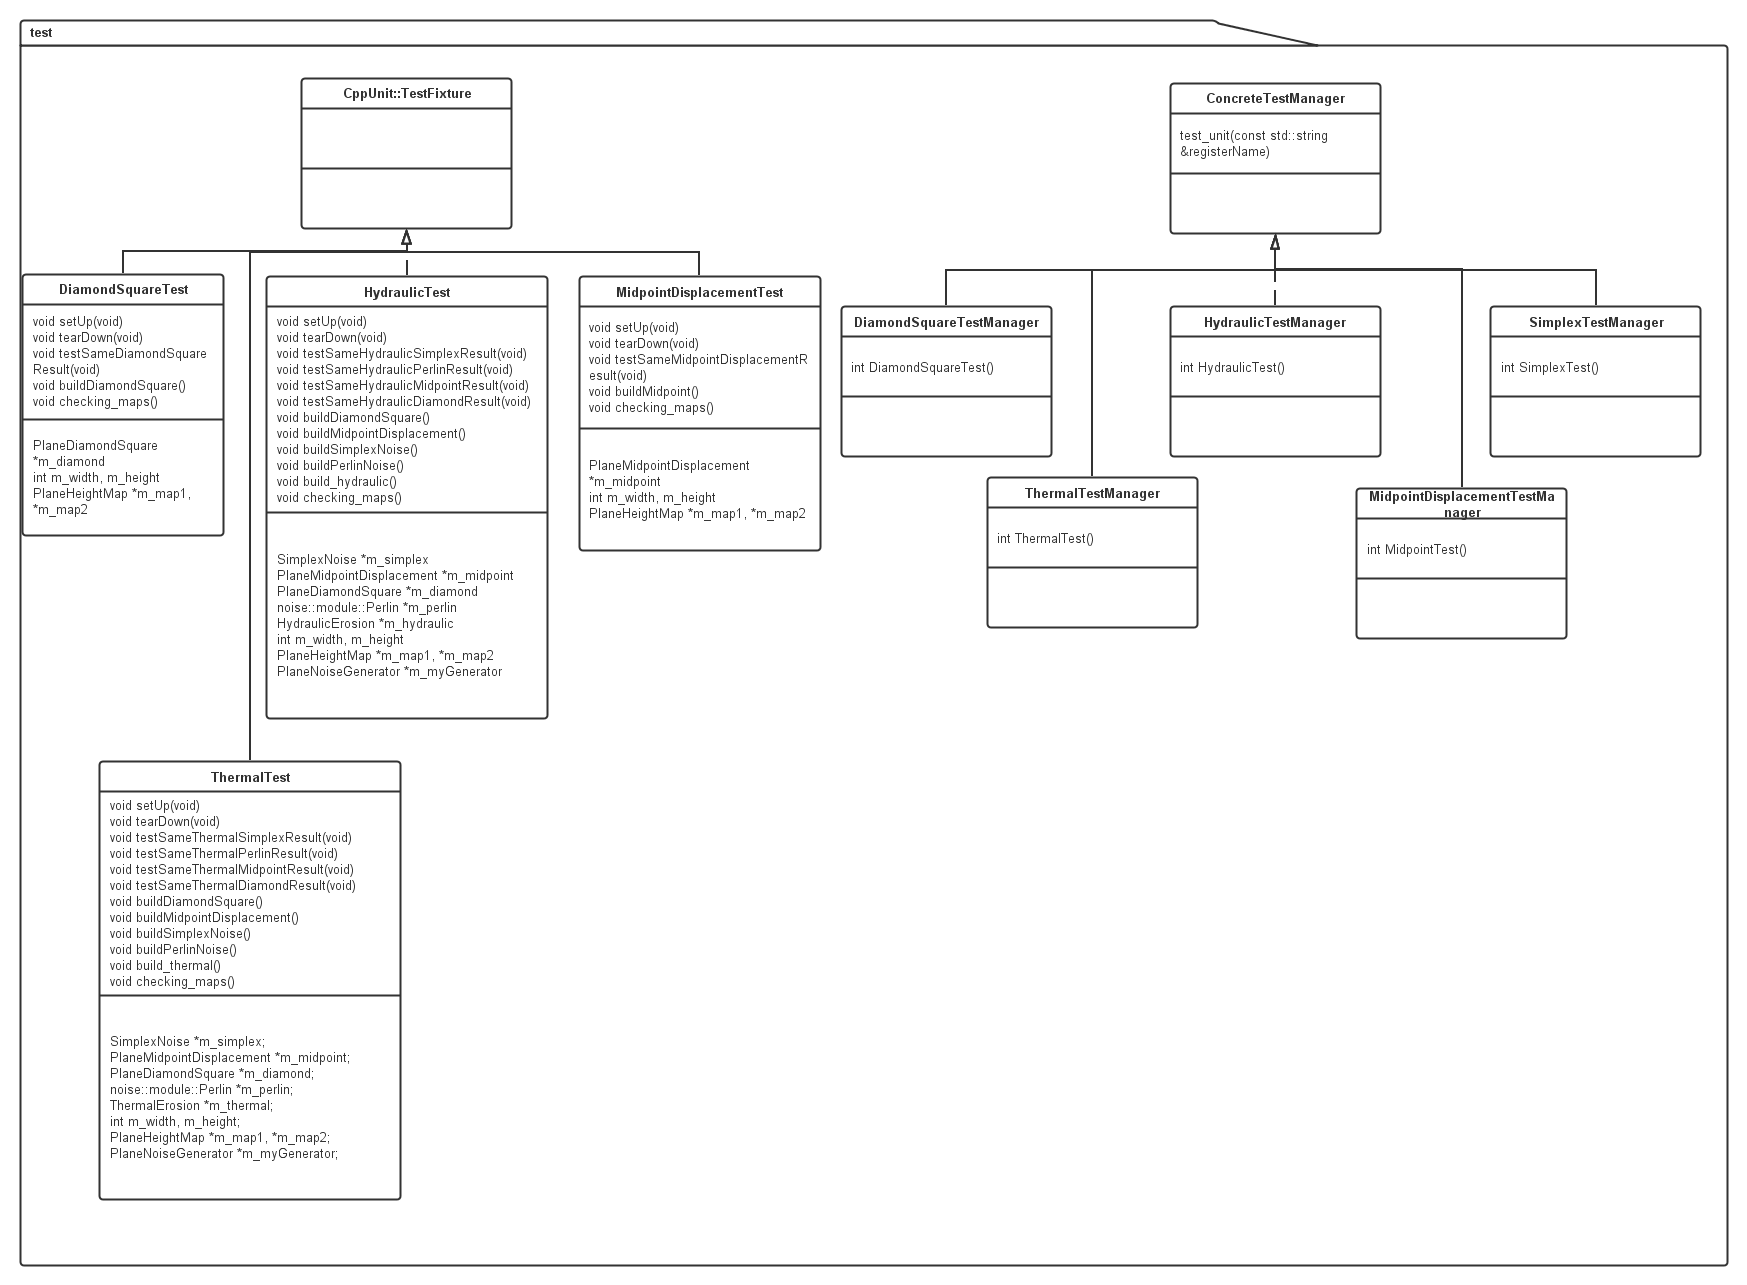 test
CppUnit::TestFixture
ConcreteTestManager
test_unit(const std::string
&registerName)
DiamondSquareTest
void setUp(void)
void tearDown(void)
void testSameDiamondSquare
Result(void)
void buildDiamondSquare()
void checking_maps()
PlaneDiamondSquare
*m_diamond
int m_width, m_height
PlaneHeightMap *m_map1,
*m_map2
HydraulicTest
void setUp(void)
void tearDown(void)
void testSameHydraulicSimplexResult(void)
void testSameHydraulicPerlinResult(void)
void testSameHydraulicMidpointResult(void)
void testSameHydraulicDiamondResult(void)
void buildDiamondSquare()
void buildMidpointDisplacement()
void buildSimplexNoise()
void buildPerlinNoise()
void build_hydraulic()
void checking_maps()
SimplexNoise *m_simplex
PlaneMidpointDisplacement *m_midpoint
PlaneDiamondSquare *m_diamond
noise::module::Perlin *m_perlin
HydraulicErosion *m_hydraulic
int m_width, m_height
PlaneHeightMap *m_map1, *m_map2
PlaneNoiseGenerator *m_myGenerator
MidpointDisplacementTest
void setUp(void)
void tearDown(void)
void testSameMidpointDisplacementR
esult(void)
void buildMidpoint()
void checking_maps()
PlaneMidpointDisplacement
*m_midpoint
int m_width, m_height
PlaneHeightMap *m_map1, *m_map2
DiamondSquareTestManager
int DiamondSquareTest()
HydraulicTestManager
int HydraulicTest()
SimplexTestManager
int SimplexTest()
ThermalTestManager
int ThermalTest()
MidpointDisplacementTestMa
nager
int MidpointTest()
ThermalTest
void setUp(void)
void tearDown(void)
void testSameThermalSimplexResult(void)
void testSameThermalPerlinResult(void)
void testSameThermalMidpointResult(void)
void testSameThermalDiamondResult(void)
void buildDiamondSquare()
void buildMidpointDisplacement()
void buildSimplexNoise()
void buildPerlinNoise()
void build_thermal()
void checking_maps()
SimplexNoise *m_simplex;
PlaneMidpointDisplacement *m_midpoint;
PlaneDiamondSquare *m_diamond;
noise::module::Perlin *m_perlin;
ThermalErosion *m_thermal;
int m_width, m_height;
PlaneHeightMap *m_map1, *m_map2;
PlaneNoiseGenerator *m_myGenerator;